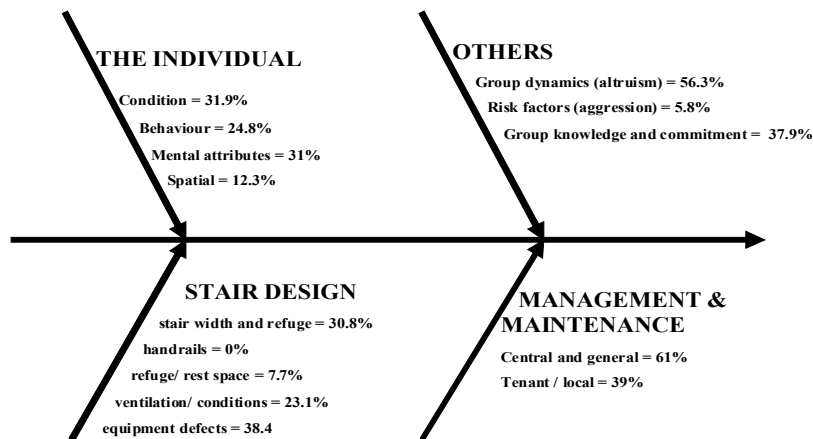 THE INDIVIDUAL
Condition = 31.9%
Behaviour = 24.8%
Mental attributes = 31%
Spatial = 12.3%
OTHERS
Group dynamics (altruism) = 56.3%
Risk factors (aggression) = 5.8%
Group knowledge and commitment = 37.9%
STAIR DESIGN
stair width and refuge = 30.8%
handrails = 0%
refuge/ rest space = 7.7%
ventilation/ conditions = 23.1%
equipment defects = 38.4
MANAGEMENT &
MAINTENANCE
Central and general = 61%
Tenant / local = 39%